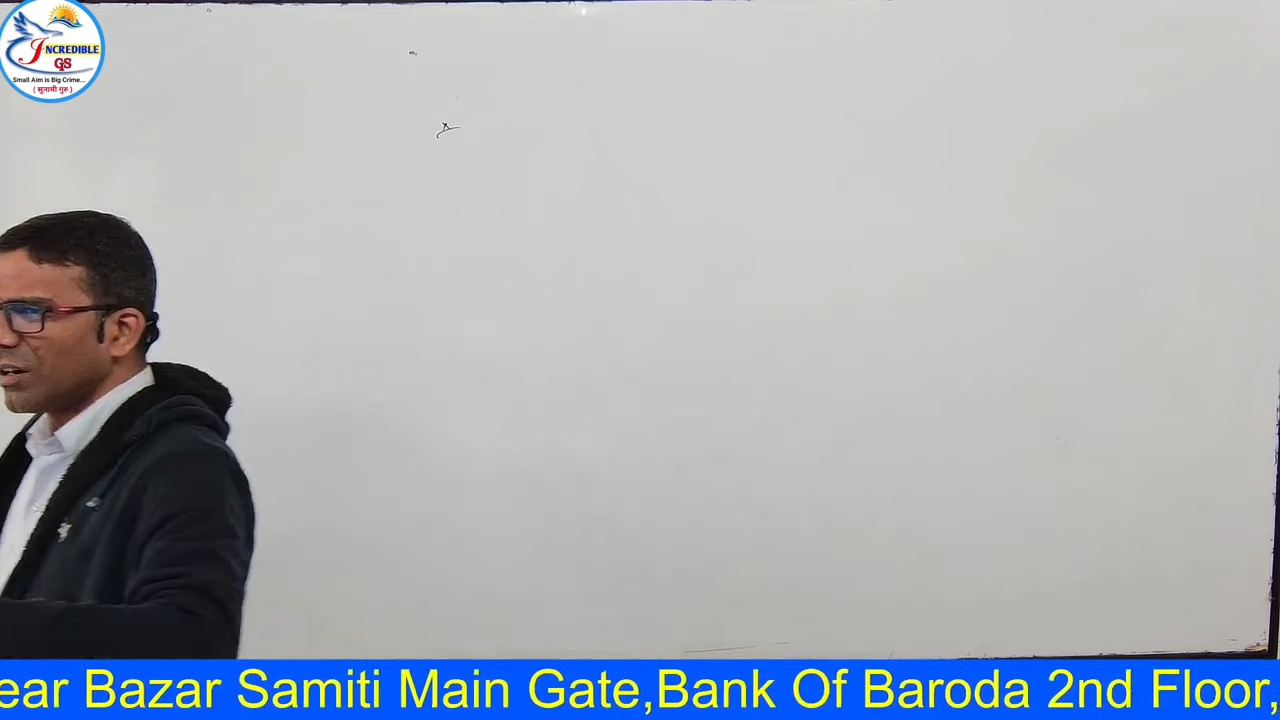 INCREDIBLE
GS
Small Aim is Big Crime...
( सुनामी गुरु )
ear Bazar Samiti Main Gate,Bank Of Baroda 2nd Floor,